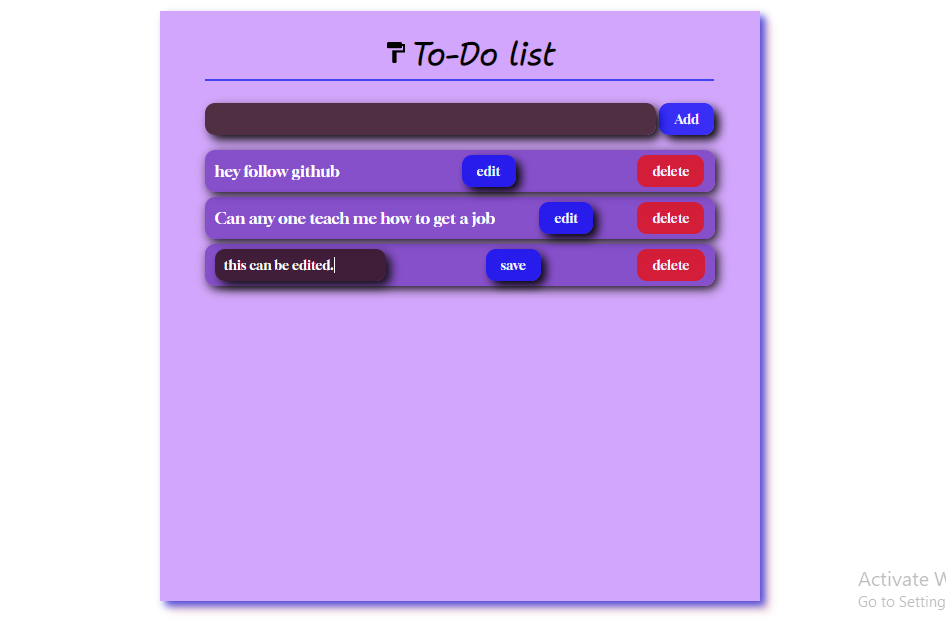 To-Do list
Add
hey follow github edit delete
Can any one teach me how to get a job edit delete
this can be edited. save delete
Activate
Go to Setting